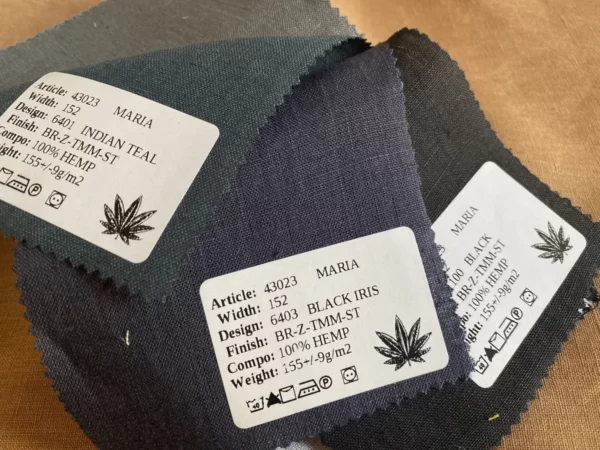 Article: 43023 MARIA
Width: 152
Design: 6401 INDIAN TEAL
Finish: BR-Z-TMM-ST
Compo: 100% HEMP
155+/-9g/m2
Article: 43023 MARIA
Width: 152
Design: 6403 BLACK IRIS
Finish: BR-Z-TMM-ST
Compo: 100% HEMP
Weight: 155+/-9g/m2
40
P
MARIA
100 BLACK
BR-Z-TMM-ST
100% HEMP
155+/-9g/m2